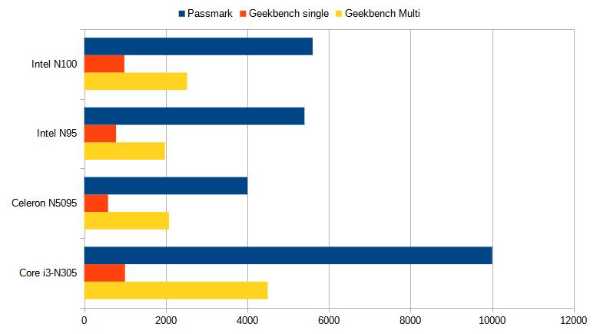 Passmark Geekbench single Geekbench Multi
Intel N100
Intel N95
Celeron N5095
Core i3-N305
0 2000 4000 6000 8000 10000 12000